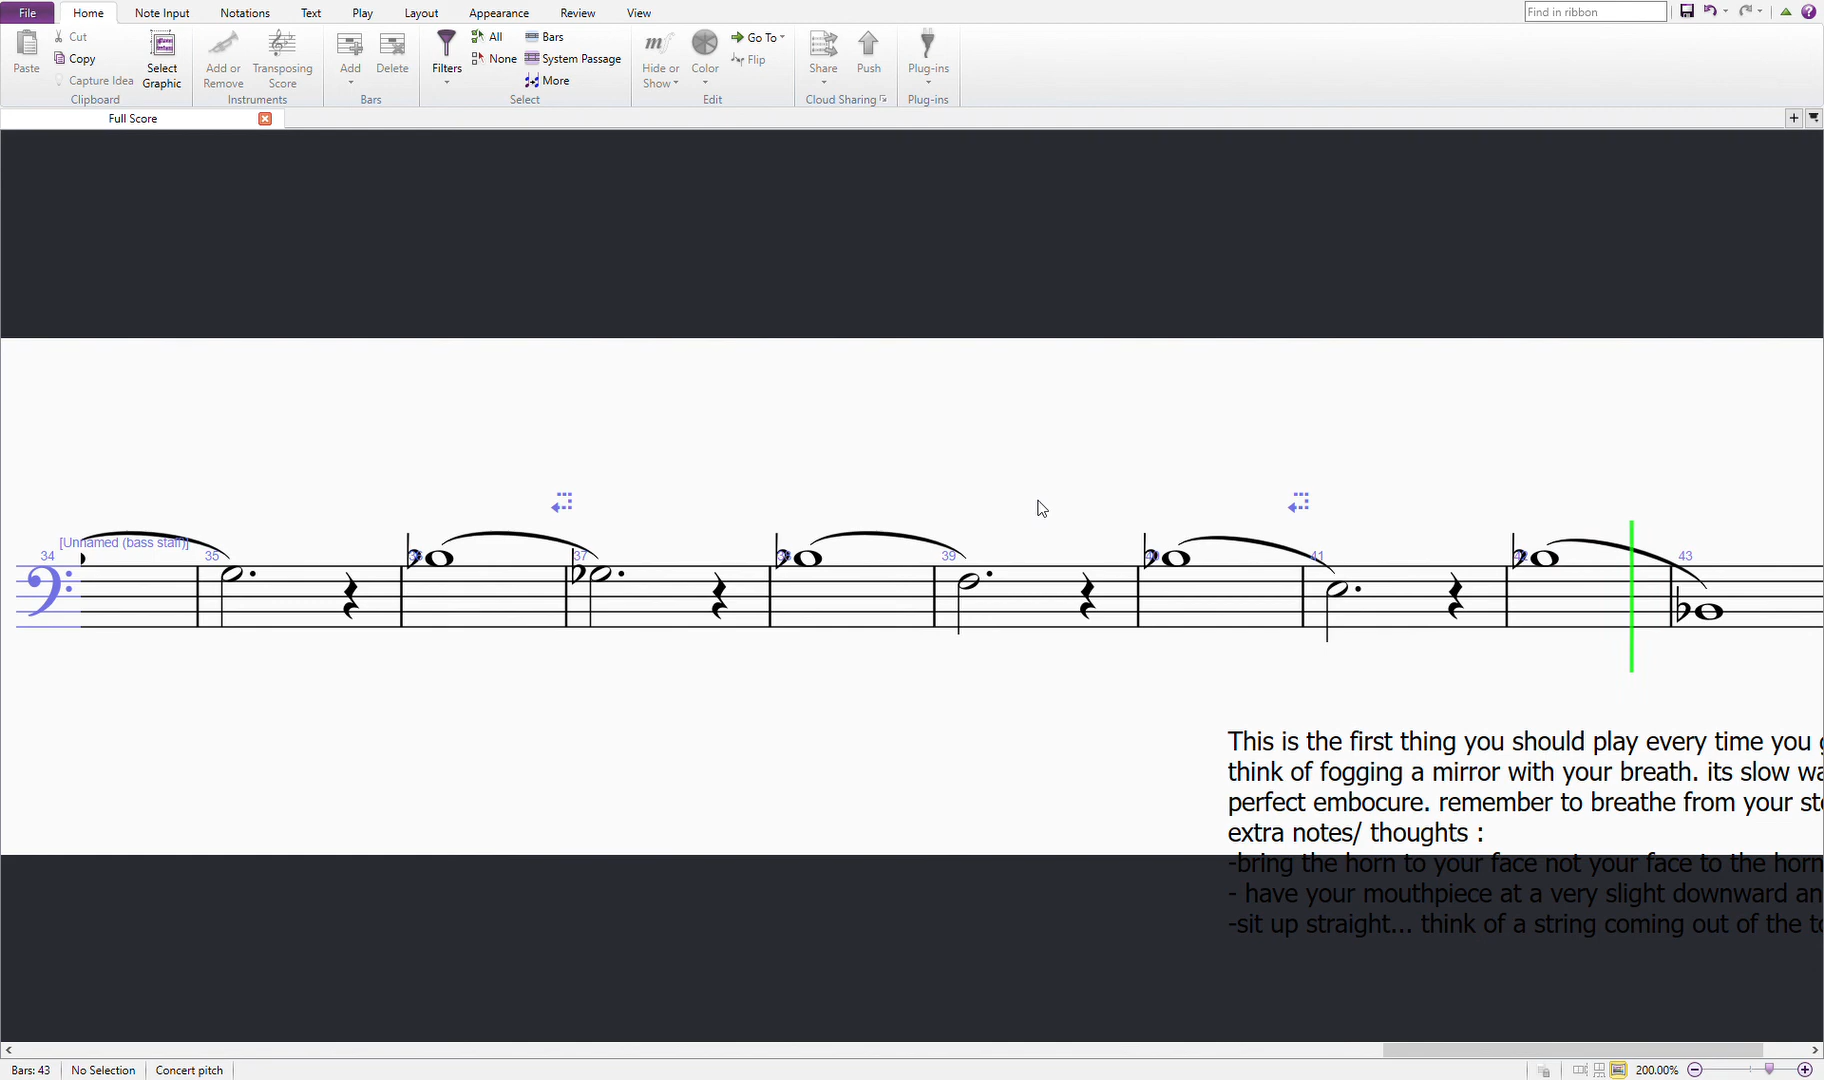 File Home Note Input Notations Text Play Layout Appearance Review View Find in ribbon
Paste
Cut
Copy
Capture Idea
Select Graphic
Clipboard
Add or Remove
Transposing Score
Instruments
Add
Delete
Bars
Filters
All
None
Bars
System Passage
More
Select
Hide or Show
Color
Go To
Flip
Edit
Share
Push
Cloud Sharing
Plug-ins
Plug-ins
Full Score
[Unnamed (bass staff)]
34 35 36 37 38 39 40 41 42 43
This is the first thing you should play every time you
think of fogging a mirror with your breath. its slow
perfect embocure. remember to breathe from your
extra notes/ thoughts :
-bring the horn to your face not your face to the horn
- have your mouthpiece at a very slight downward
-sit up straight... think of a string coming out of the
Bars: 43 No Selection Concert pitch 200.00%